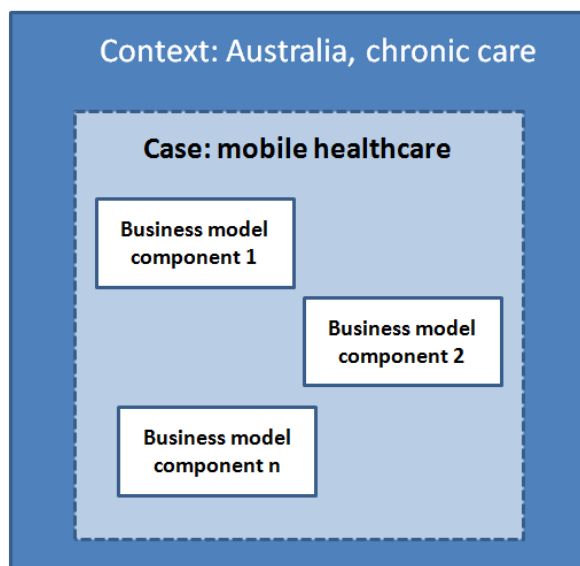 Context: Australia, chronic care
Case: mobile healthcare
Business model
component 1
Business model
component 2
Business model
component n